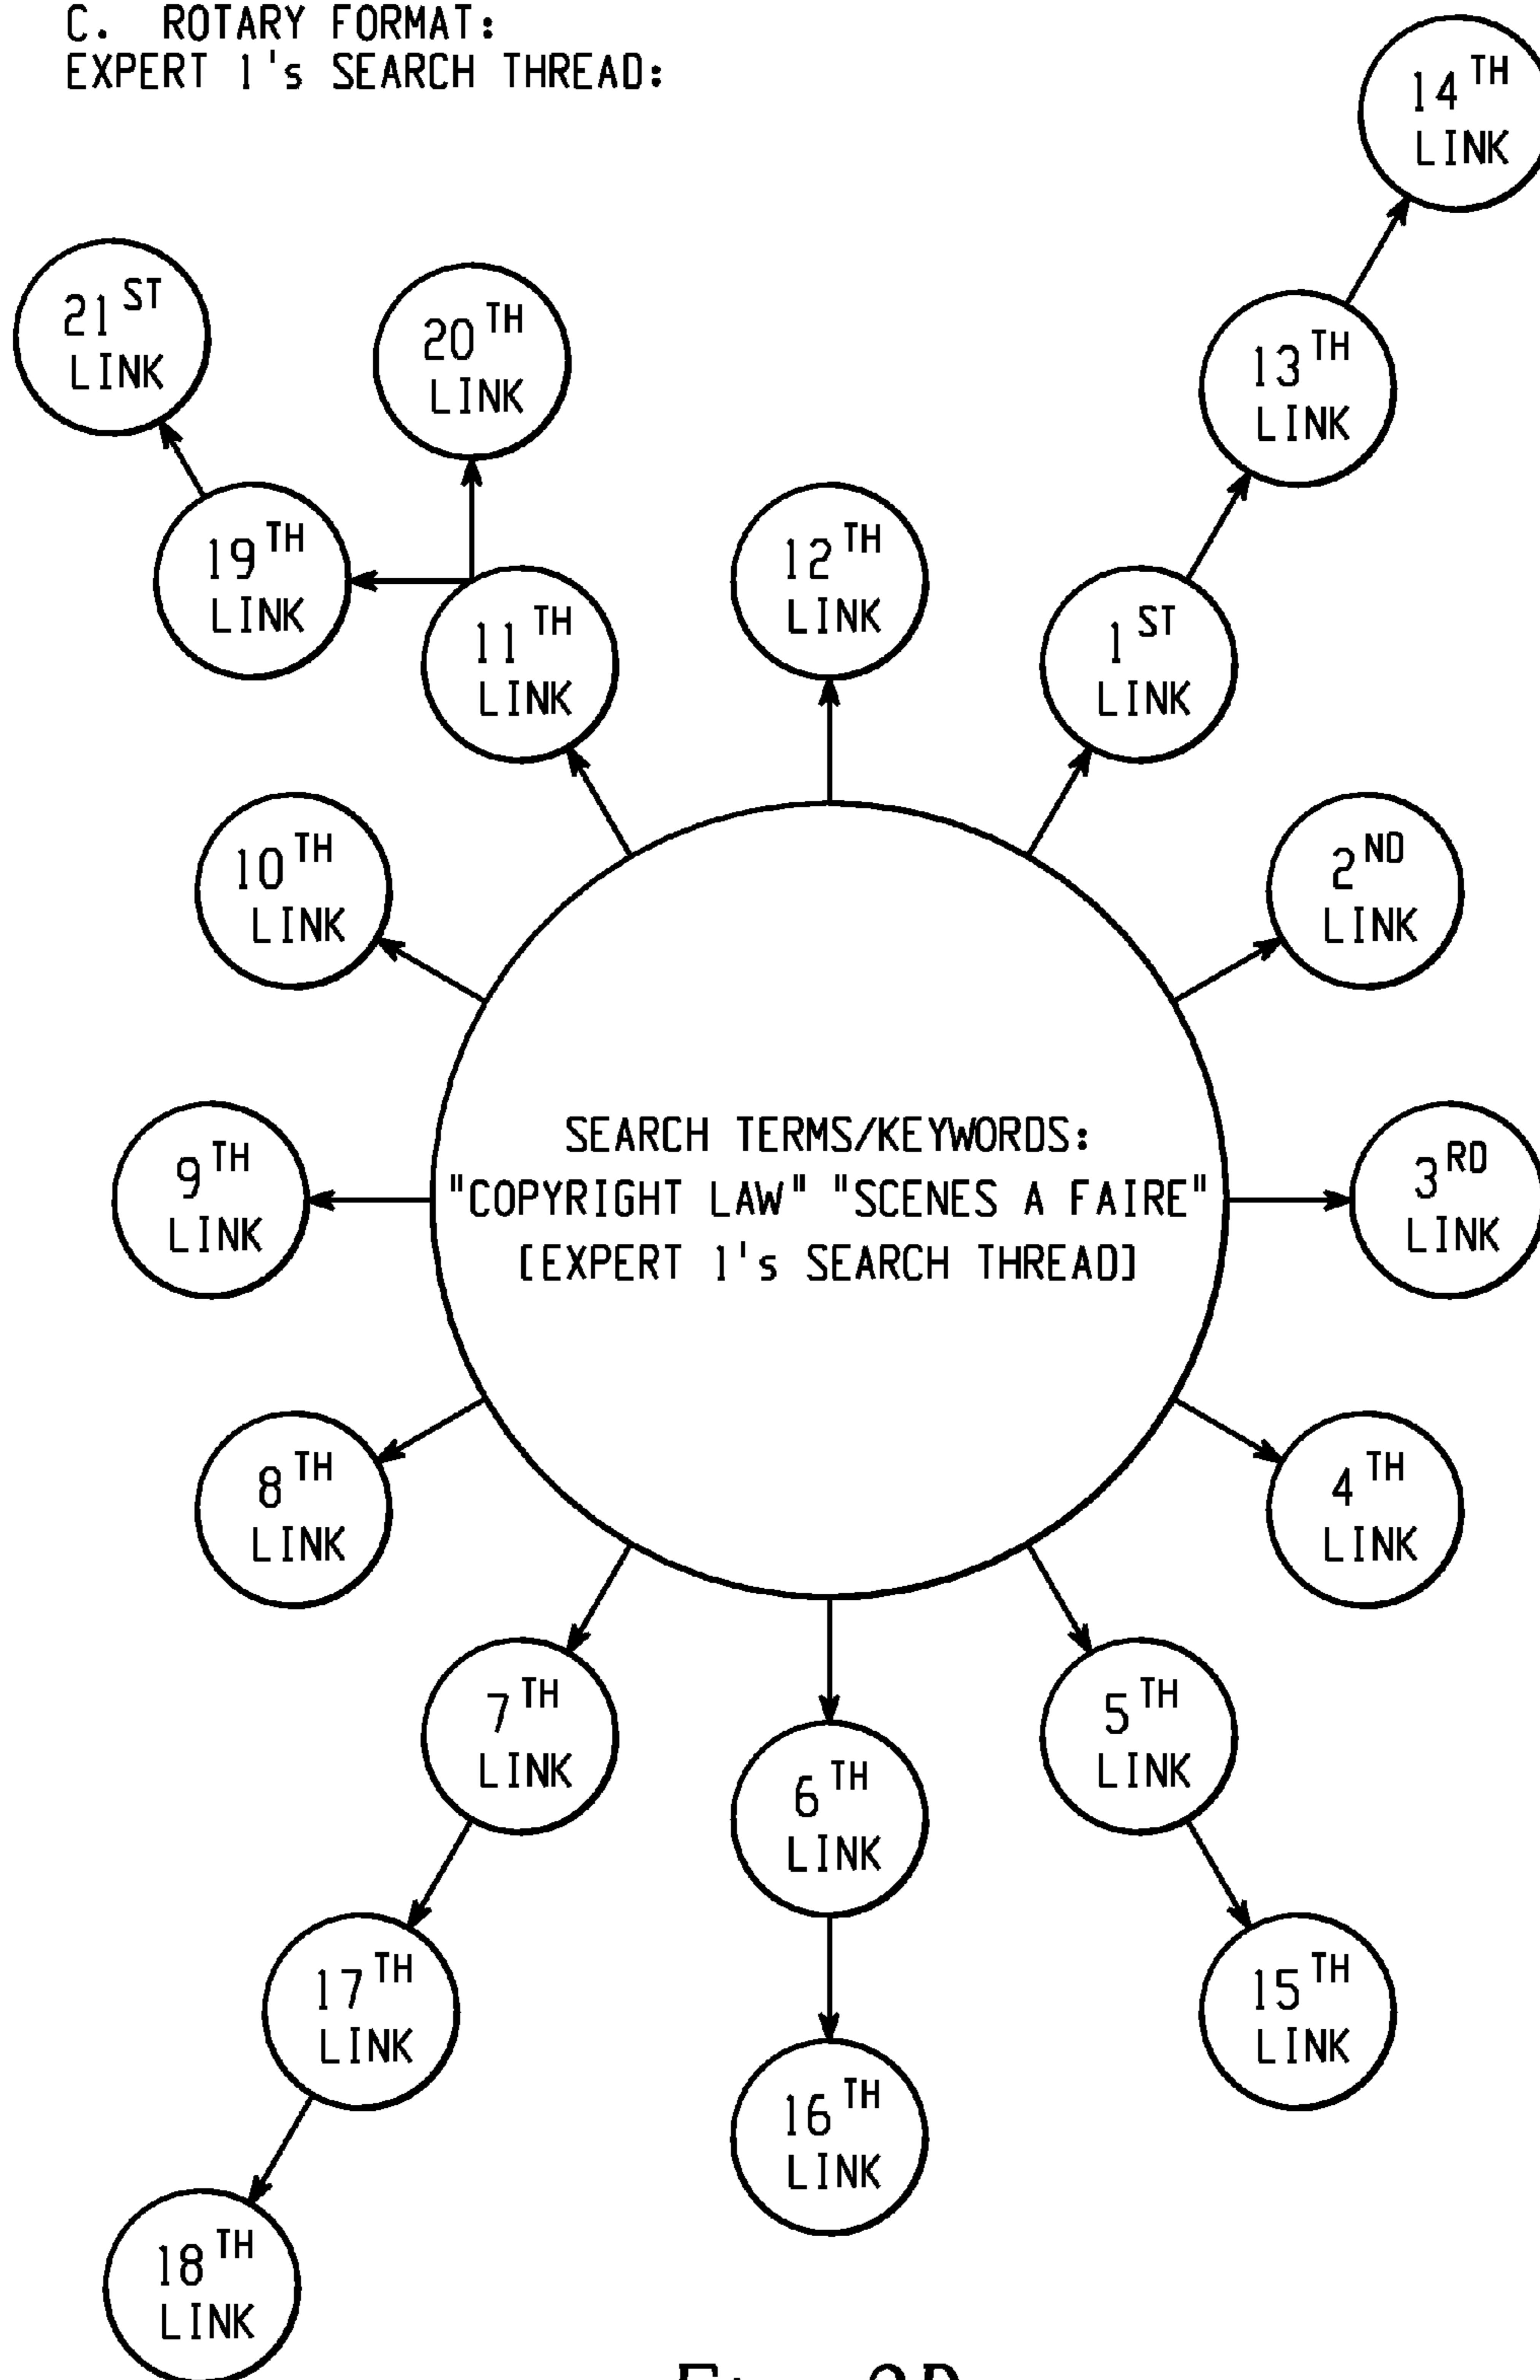 C. ROTARY FORMAT:
EXPERT 1's SEARCH THREAD:
14TH
LINK
21ST
LINK
20TH
LINK
13TH
LINK
19TH
LINK
12TH
LINK
11TH
LINK
1ST
LINK
10TH
LINK
2ND
LINK
9TH
LINK
SEARCH TERMS/KEYWORDS:
"COPYRIGHT LAW" "SCENES A FAIRE"
[EXPERT 1's SEARCH THREAD]
3RD
LINK
8TH
LINK
4TH
LINK
7TH
LINK
6TH
LINK
5TH
LINK
17TH
LINK
16TH
LINK
15TH
LINK
18TH
LINK